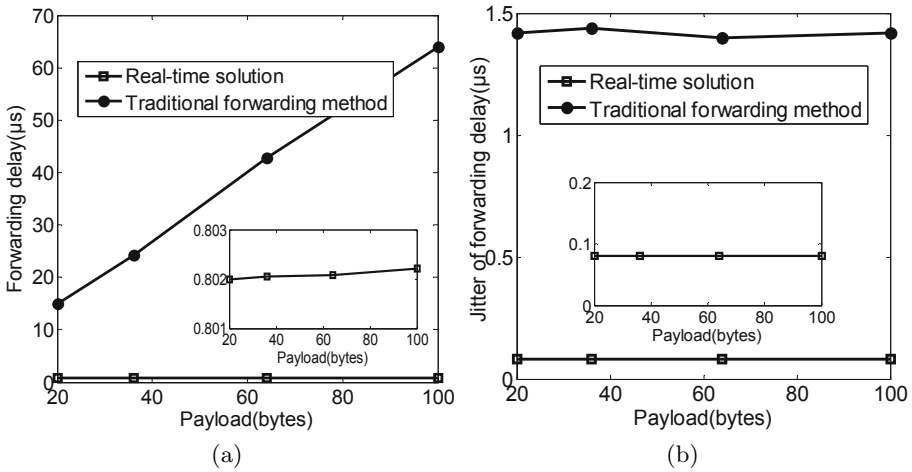 70
60
50
40
30
20
10
0
Forwarding delay(μs)
Real-time solution
Traditional forwarding method
0.803
0.802
0.801
20 40 60 80 100
Payload(bytes)
20 40 60 80 100
Payload(bytes)
(a)
1.5
1
0.5
0
Jitter of forwarding delay(μs)
Real-time solution
Traditional forwarding method
0.2
0.1
0
20 40 60 80 100
Payload(bytes)
20 40 60 80 100
Payload(bytes)
(b)